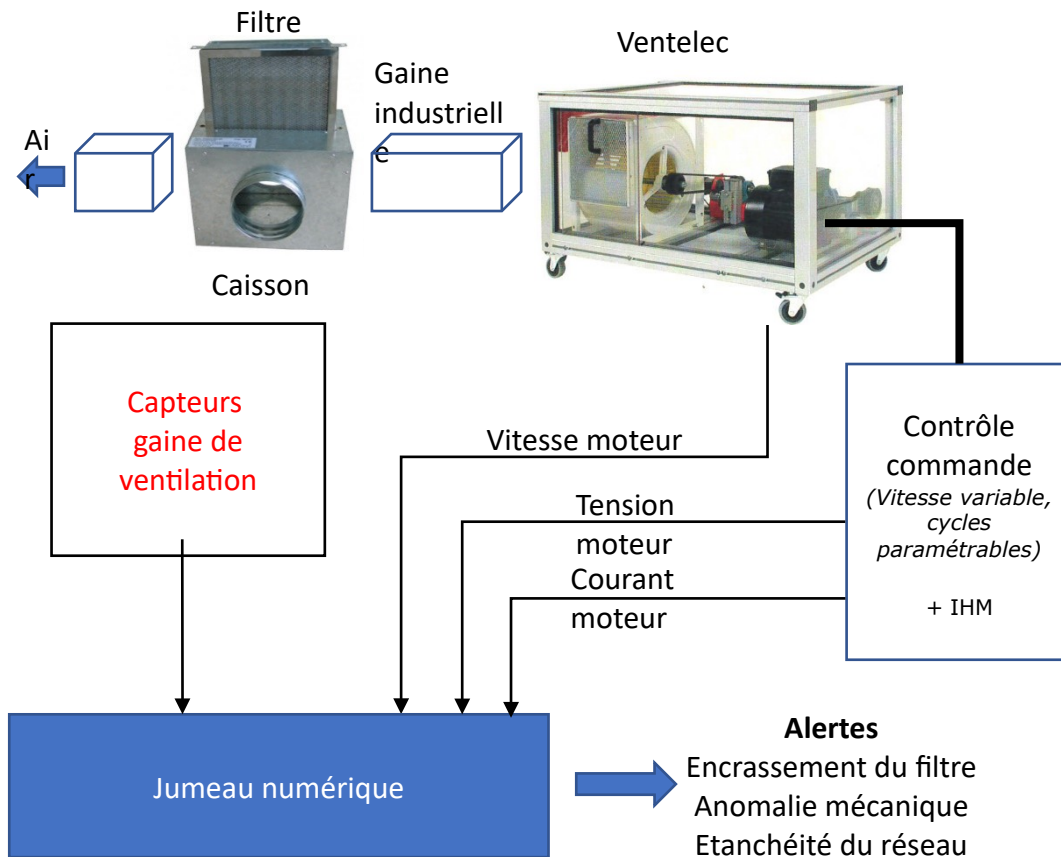 Filtre
Ventelec
Gaine
industriell
e
Ai
r
Caisson
Capteurs
gaine de
ventilation
Contrôle
commande
(Vitesse variable,
cycles
paramétrables)
+ IHM
Vitesse moteur
Tension
moteur
Courant
moteur
Jumeau numérique
Alertes
Encrassement du filtre
Anomalie mécanique
Etanchéité du réseau